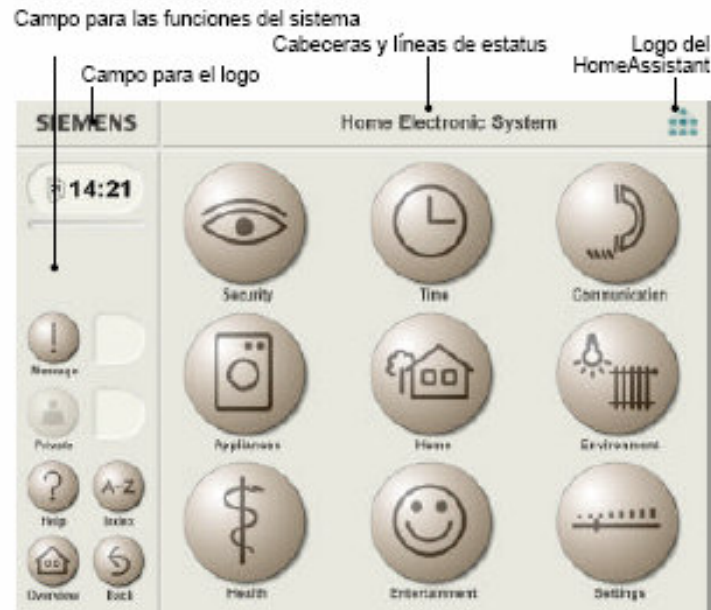 Campo para las funciones del sistema
Cabeceras y líneas de estatus
Logo del
HomeAssistant
Campo para el logo
SIEMENS
Home Electronic System
14:21
Security
Time
Communication
Message
Appliances
Home
Environment
Private
Help
A-Z
Index
Overview
Back
Health
Entertainment
Settings